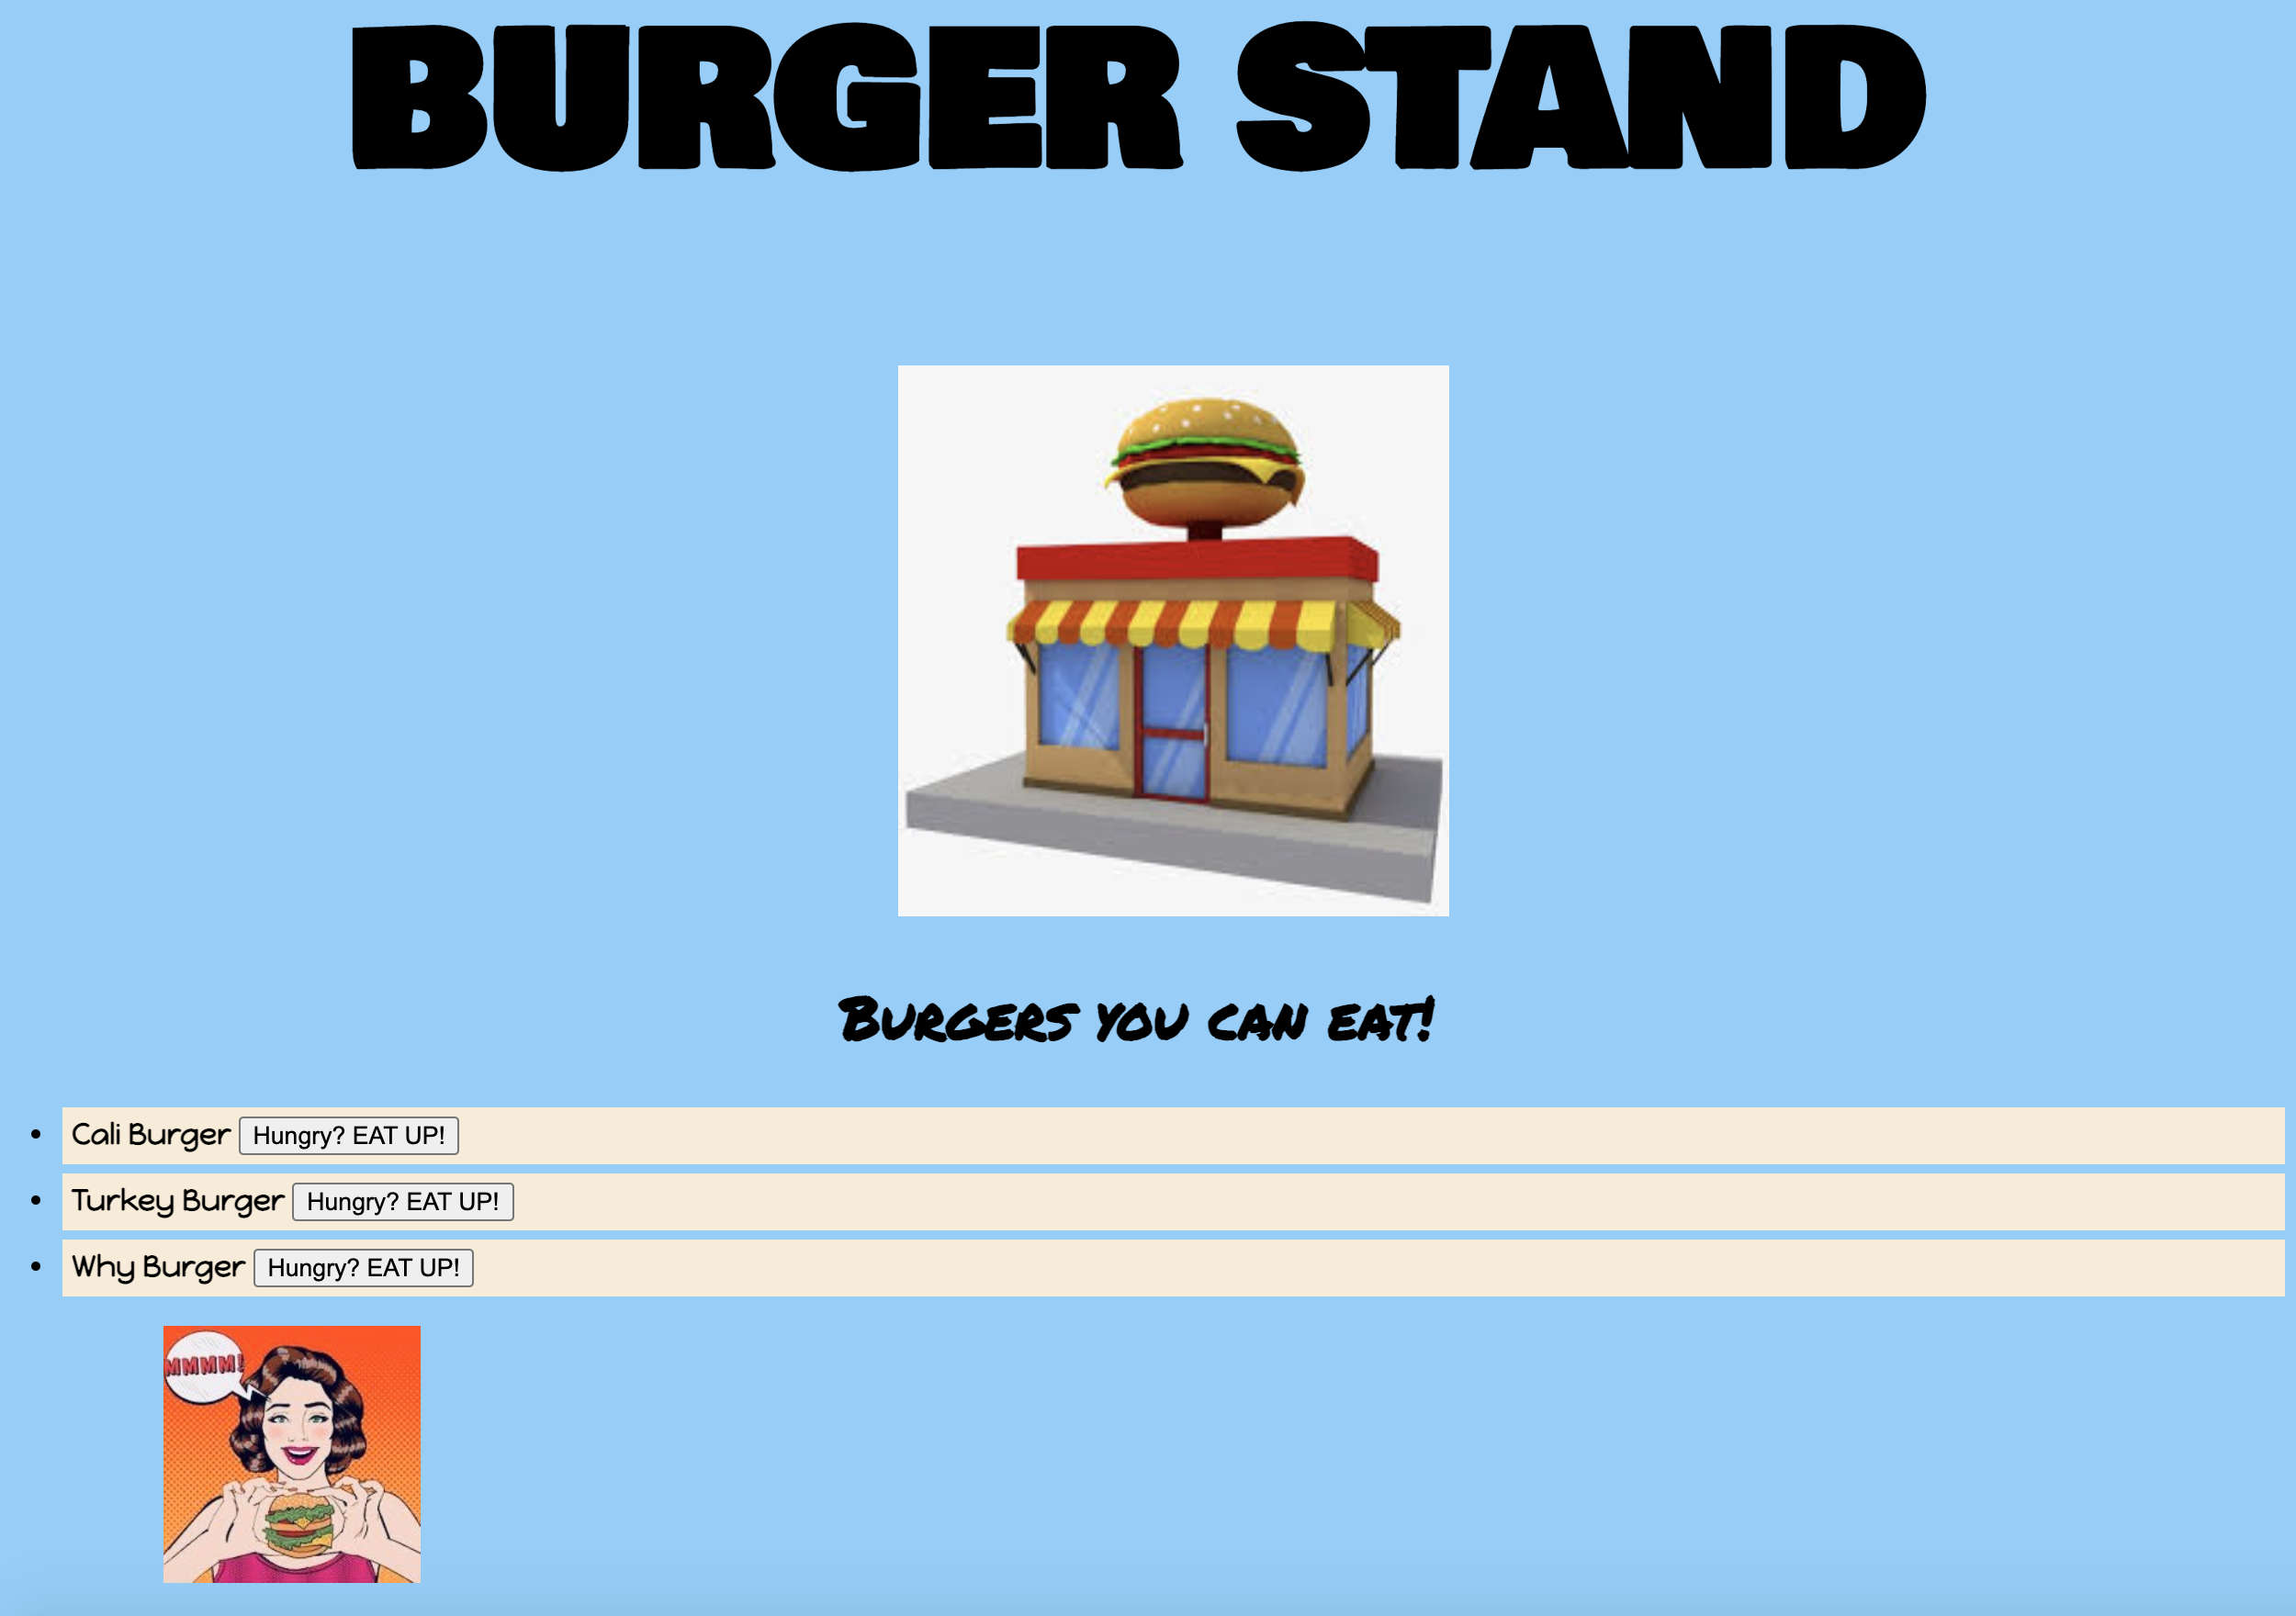 BURGER STAND
BURGERS YOU CAN EAT!
Cali Burger Hungry? EAT UP!
Turkey Burger Hungry? EAT UP!
Why Burger Hungry? EAT UP!
MMMM!